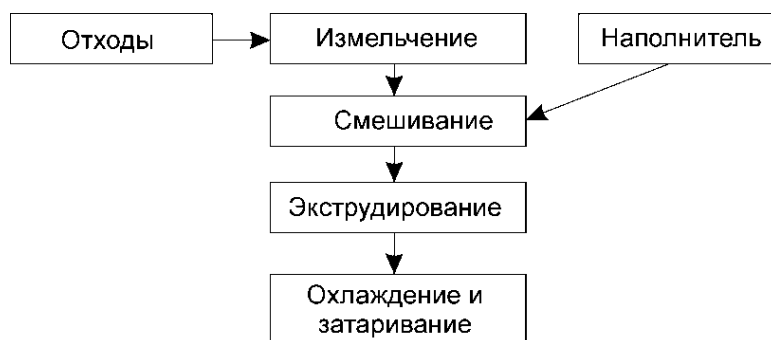 Отходы
Измельчение
Наполнитель
Смешивание
Экструдирование
Охлаждение и
затаривание